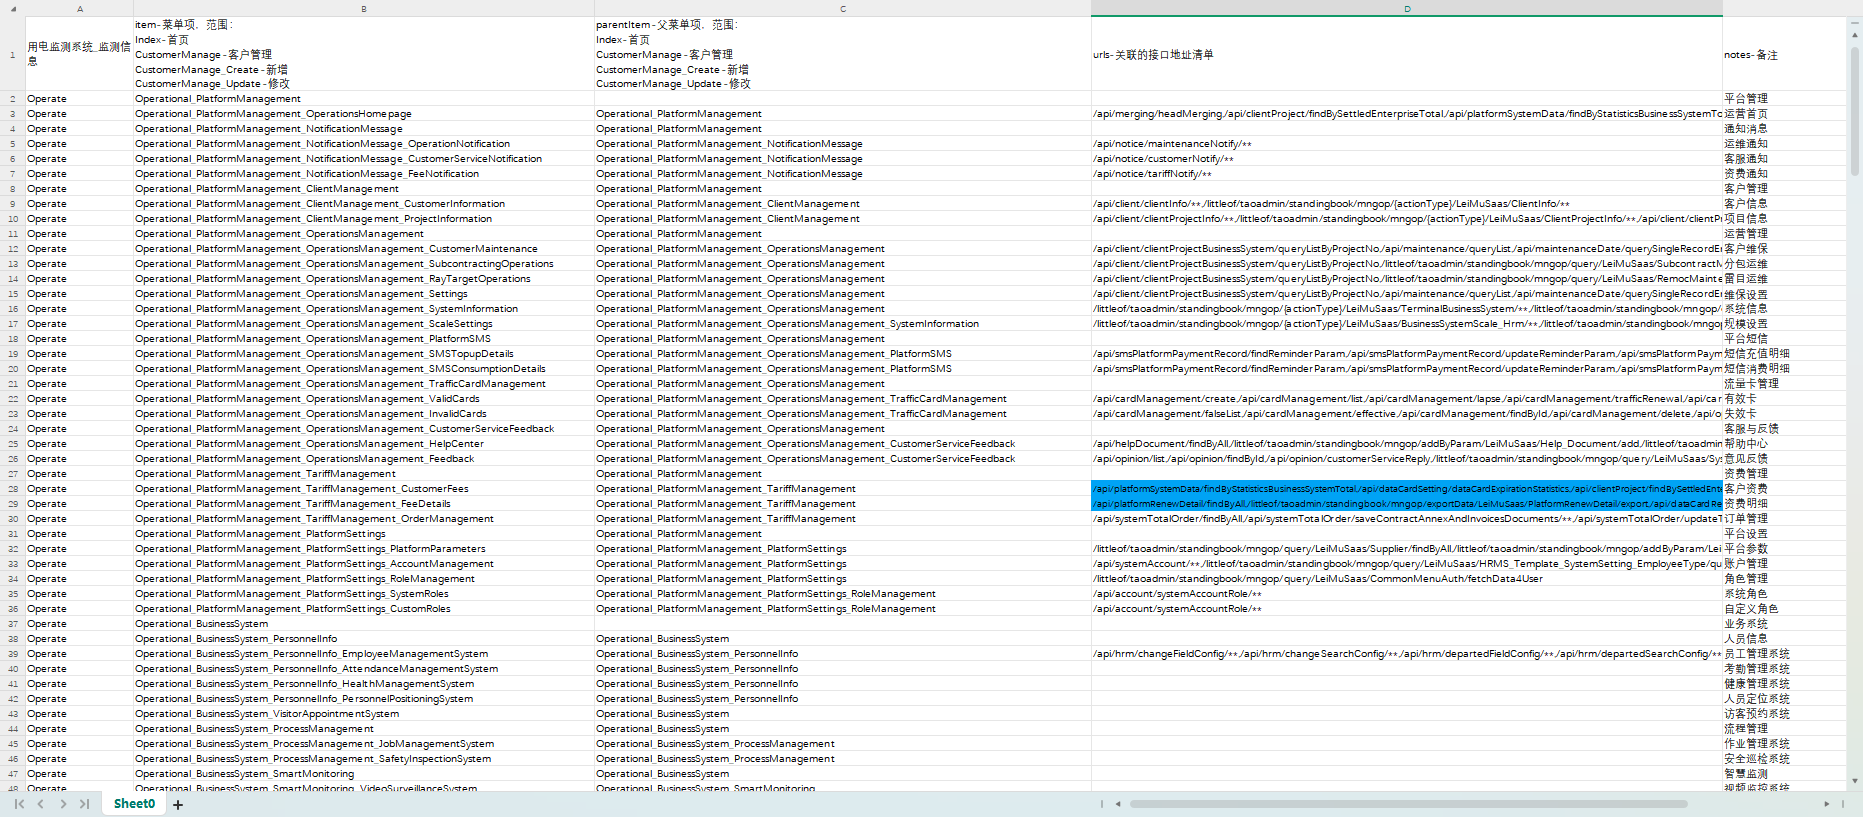 A B C D
1 用电监测系统_监测信息 item-菜单项，范围： Index-首页 CustomerManage-客户管理 CustomerManage_Create-新增 CustomerManage_Update-修改 parentItem-父菜单项，范围： Index-首页 CustomerManage-客户管理 CustomerManage_Create-新增 CustomerManage_Update-修改 urls-关联的接口地址清单 notes-备注
2 Operate Operational_PlatformManagement 平台管理
3 Operate Operational_PlatformManagement_OperationsHomepage Operational_PlatformManagement /api/merging/headMerging,/api/clientProject/findBySettledEnterpriseTotal,/api/platformSystemData/findByStatisticsBusinessSystemTo 运营首页
4 Operate Operational_PlatformManagement_NotificationMessage Operational_PlatformManagement 通知消息
5 Operate Operational_PlatformManagement_NotificationMessage_OperationNotification Operational_PlatformManagement_NotificationMessage /api/notice/maintenanceNotify/** 运维通知
6 Operate Operational_PlatformManagement_NotificationMessage_CustomerServiceNotification Operational_PlatformManagement_NotificationMessage /api/notice/customerNotify/** 客服通知
7 Operate Operational_PlatformManagement_NotificationMessage_FeeNotification Operational_PlatformManagement_NotificationMessage /api/notice/tariffNotify/** 资费通知
8 Operate Operational_PlatformManagement_ClientManagement Operational_PlatformManagement 客户管理
9 Operate Operational_PlatformManagement_ClientManagement_CustomerInformation Operational_PlatformManagement_ClientManagement /api/client/clientInfo/**,/littleof/taoadmin/standingbook/mngop/{actionType}/LeiMuSaas/ClientInfo/** 客户信息
10 Operate Operational_PlatformManagement_ClientManagement_ProjectInformation Operational_PlatformManagement_ClientManagement /api/client/clientProjectInfo/**,/littleof/taoadmin/standingbook/mngop/{actionType}/LeiMuSaas/ClientProjectInfo/**,/api/client/clientP 项目信息
11 Operate Operational_PlatformManagement_OperationsManagement Operational_PlatformManagement 运营管理
12 Operate Operational_PlatformManagement_OperationsManagement_CustomerMaintenance Operational_PlatformManagement_OperationsManagement /api/client/clientProjectBusinessSystem/queryListByProjectNo,/api/maintenance/queryList,/api/maintenanceDate/querySingleRecordE 客户维保
13 Operate Operational_PlatformManagement_OperationsManagement_SubcontractingOperations Operational_PlatformManagement_OperationsManagement /api/client/clientProjectBusinessSystem/queryListByProjectNo,/littleof/taoadmin/standingbook/mngop/query/LeiMuSaas/SubcontractM 分包运维
14 Operate Operational_PlatformManagement_OperationsManagement_RayTargetOperations Operational_PlatformManagement_OperationsManagement /api/client/clientProjectBusinessSystem/queryListByProjectNo,/littleof/taoadmin/standingbook/mngop/query/LeiMuSaas/RemocMainte 雷目运维
15 Operate Operational_PlatformManagement_OperationsManagement_Settings Operational_PlatformManagement_OperationsManagement /api/client/clientProjectBusinessSystem/queryListByProjectNo,/api/maintenance/queryList,/api/maintenanceDate/querySingleRecordE 维保设置
16 Operate Operational_PlatformManagement_OperationsManagement_SystemInformation Operational_PlatformManagement_OperationsManagement /littleof/taoadmin/standingbook/mngop/{actionType}/LeiMuSaas/TerminalBusinessSystem/**,/littleof/taoadmin/standingbook/mngop/ 系统信息
17 Operate Operational_PlatformManagement_OperationsManagement_ScaleSettings Operational_PlatformManagement_OperationsManagement_SystemInformation /littleof/taoadmin/standingbook/mngop/{actionType}/LeiMuSaas/BusinessSystemScale_Hrm/**,/littleof/taoadmin/standingbook/mngop 规模设置
18 Operate Operational_PlatformManagement_OperationsManagement_PlatformSMS Operational_PlatformManagement_OperationsManagement 平台短信
19 Operate Operational_PlatformManagement_OperationsManagement_SMSTopupDetails Operational_PlatformManagement_OperationsManagement_PlatformSMS /api/smsPlatformPaymentRecord/findReminderParam,/api/smsPlatformPaymentRecord/updateReminderParam,/api/smsPlatformPaym 短信充值明细
20 Operate Operational_PlatformManagement_OperationsManagement_SMSConsumptionDetails Operational_PlatformManagement_OperationsManagement_PlatformSMS /api/smsPlatformPaymentRecord/findReminderParam,/api/smsPlatformPaymentRecord/updateReminderParam,/api/smsPlatformPaym 短信消费明细
21 Operate Operational_PlatformManagement_OperationsManagement_TrafficCardManagement Operational_PlatformManagement_OperationsManagement 流量卡管理
22 Operate Operational_PlatformManagement_OperationsManagement_ValidCards Operational_PlatformManagement_OperationsManagement_TrafficCardManagement /api/cardManagement/create,/api/cardManagement/list,/api/cardManagement/lapse,/api/cardManagement/trafficRenewal,/api/car 有效卡
23 Operate Operational_PlatformManagement_OperationsManagement_InvalidCards Operational_PlatformManagement_OperationsManagement_TrafficCardManagement /api/cardManagement/falseList,/api/cardManagement/effective,/api/cardManagement/findById,/api/cardManagement/delete,/api/o 失效卡
24 Operate Operational_PlatformManagement_OperationsManagement_CustomerServiceFeedback Operational_PlatformManagement_OperationsManagement 客服与反馈
25 Operate Operational_PlatformManagement_OperationsManagement_HelpCenter Operational_PlatformManagement_OperationsManagement_CustomerServiceFeedback /api/helpDocument/findByAll,/littleof/taoadmin/standingbook/mngop/addByParam/LeiMuSaas/Help_Document/add,/littleof/taoadmin 帮助中心
26 Operate Operational_PlatformManagement_OperationsManagement_Feedback Operational_PlatformManagement_OperationsManagement_CustomerServiceFeedback /api/opinion/list,/api/opinion/findById,/api/opinion/customerServiceReply,/littleof/taoadmin/standingbook/mngop/query/LeiMuSaas/Sys 意见反馈
27 Operate Operational_PlatformManagement_TariffManagement Operational_PlatformManagement 资费管理
28 Operate Operational_PlatformManagement_TariffManagement_CustomerFees Operational_PlatformManagement_TariffManagement /api/platformSystemData/findByStatisticsBusinessSystemTotal,/api/dataCardSetting/dataCardExpirationStatistics,/api/clientProject/findBySettledEnte 客户资费
29 Operate Operational_PlatformManagement_TariffManagement_FeeDetails Operational_PlatformManagement_TariffManagement /api/platformRenewDetail/findByAll,/littleof/taoadmin/standingbook/mngop/exportData/LeiMuSaas/PlatformRenewDetail/export,/api/dataCardRe 资费明细
30 Operate Operational_PlatformManagement_TariffManagement_OrderManagement Operational_PlatformManagement_TariffManagement /api/systemTotalOrder/findByAll,/api/systemTotalOrder/saveContractAnnexAndInvoicesDocuments/**,/api/systemTotalOrder/updateT 订单管理
31 Operate Operational_PlatformManagement_PlatformSettings Operational_PlatformManagement 平台设置
32 Operate Operational_PlatformManagement_PlatformSettings_PlatformParameters Operational_PlatformManagement_PlatformSettings /littleof/taoadmin/standingbook/mngop/query/LeiMuSaas/Supplier/findByAll,/littleof/taoadmin/standingbook/mngop/addByParam/Lei 平台参数
33 Operate Operational_PlatformManagement_PlatformSettings_AccountManagement Operational_PlatformManagement_PlatformSettings /api/systemAccount/**,/littleof/taoadmin/standingbook/mngop/query/LeiMuSaas/HRMS_Template_SystemSetting_EmployeeType/qu 账户管理
34 Operate Operational_PlatformManagement_PlatformSettings_RoleManagement Operational_PlatformManagement_PlatformSettings /littleof/taoadmin/standingbook/mngop/query/LeiMuSaas/CommonMenuAuth/fetchData4User 角色管理
35 Operate Operational_PlatformManagement_PlatformSettings_SystemRoles Operational_PlatformManagement_PlatformSettings_RoleManagement /api/account/systemAccountRole/** 系统角色
36 Operate Operational_PlatformManagement_PlatformSettings_CustomRoles Operational_PlatformManagement_PlatformSettings_RoleManagement /api/account/systemAccountRole/** 自定义角色
37 Operate Operational_BusinessSystem 业务系统
38 Operate Operational_BusinessSystem_PersonnelInfo Operational_BusinessSystem 人员信息
39 Operate Operational_BusinessSystem_PersonnelInfo_EmployeeManagementSystem Operational_BusinessSystem_PersonnelInfo /api/hrm/changeFieldConfig/**,/api/hrm/changeSearchConfig/**,/api/hrm/departedFieldConfig/**,/api/hrm/departedSearchConfig/** 员工管理系统
40 Operate Operational_BusinessSystem_PersonnelInfo_AttendanceManagementSystem Operational_BusinessSystem_PersonnelInfo 考勤管理系统
41 Operate Operational_BusinessSystem_PersonnelInfo_HealthManagementSystem Operational_BusinessSystem_PersonnelInfo 健康管理系统
42 Operate Operational_BusinessSystem_PersonnelInfo_PersonnelPositioningSystem Operational_BusinessSystem_PersonnelInfo 人员定位系统
43 Operate Operational_BusinessSystem_VisitorAppointmentSystem Operational_BusinessSystem 访客预约系统
44 Operate Operational_BusinessSystem_ProcessManagement Operational_BusinessSystem 流程管理
45 Operate Operational_BusinessSystem_ProcessManagement_JobManagementSystem Operational_BusinessSystem_ProcessManagement 作业管理系统
46 Operate Operational_BusinessSystem_ProcessManagement_SafetyInspectionSystem Operational_BusinessSystem_ProcessManagement 安全巡检系统
47 Operate Operational_BusinessSystem_SmartMonitoring Operational_BusinessSystem 智慧监测
48 Operate Operational_BusinessSystem_SmartMonitoring_VideoSurveillanceSystem Operational_BusinessSystem_SmartMonitoring 视频监控系统
Sheet0